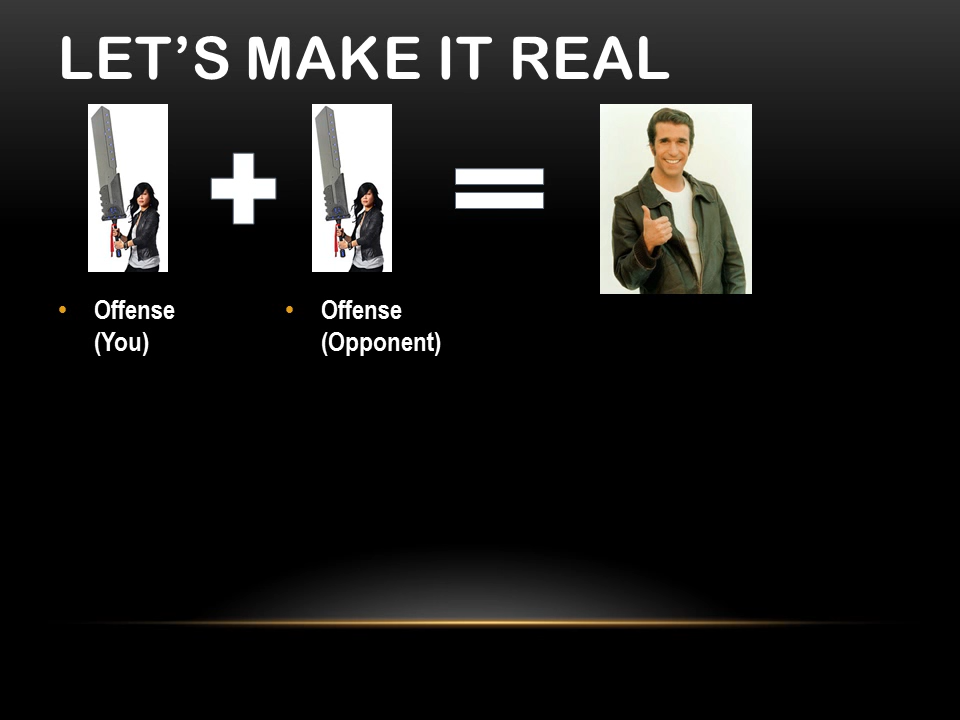 LET’S MAKE IT REAL
• Offense
(You)
• Offense
(Opponent)